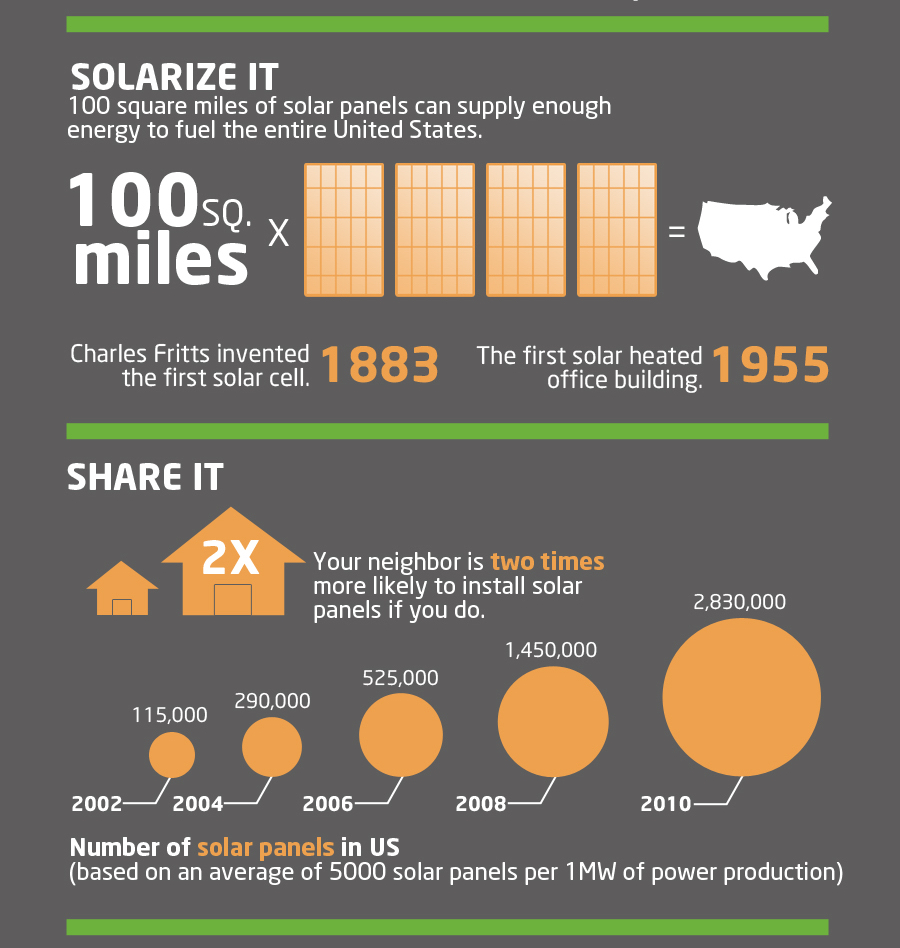 SOLARIZE IT
100 square miles of solar panels can supply enough
energy to fuel the entire United States.
100 SQ.
miles
X
=
Charles Fritts invented
the first solar cell.
1883
The first solar heated
office building.
1955
SHARE IT
2X
Your neighbor is two times
more likely to install solar
panels if you do.
115,000
290,000
525,000
1,450,000
2,830,000
2002
2004
2006
2008
2010
Number of solar panels in US
(based on an average of 5000 solar panels per 1MW of power production)